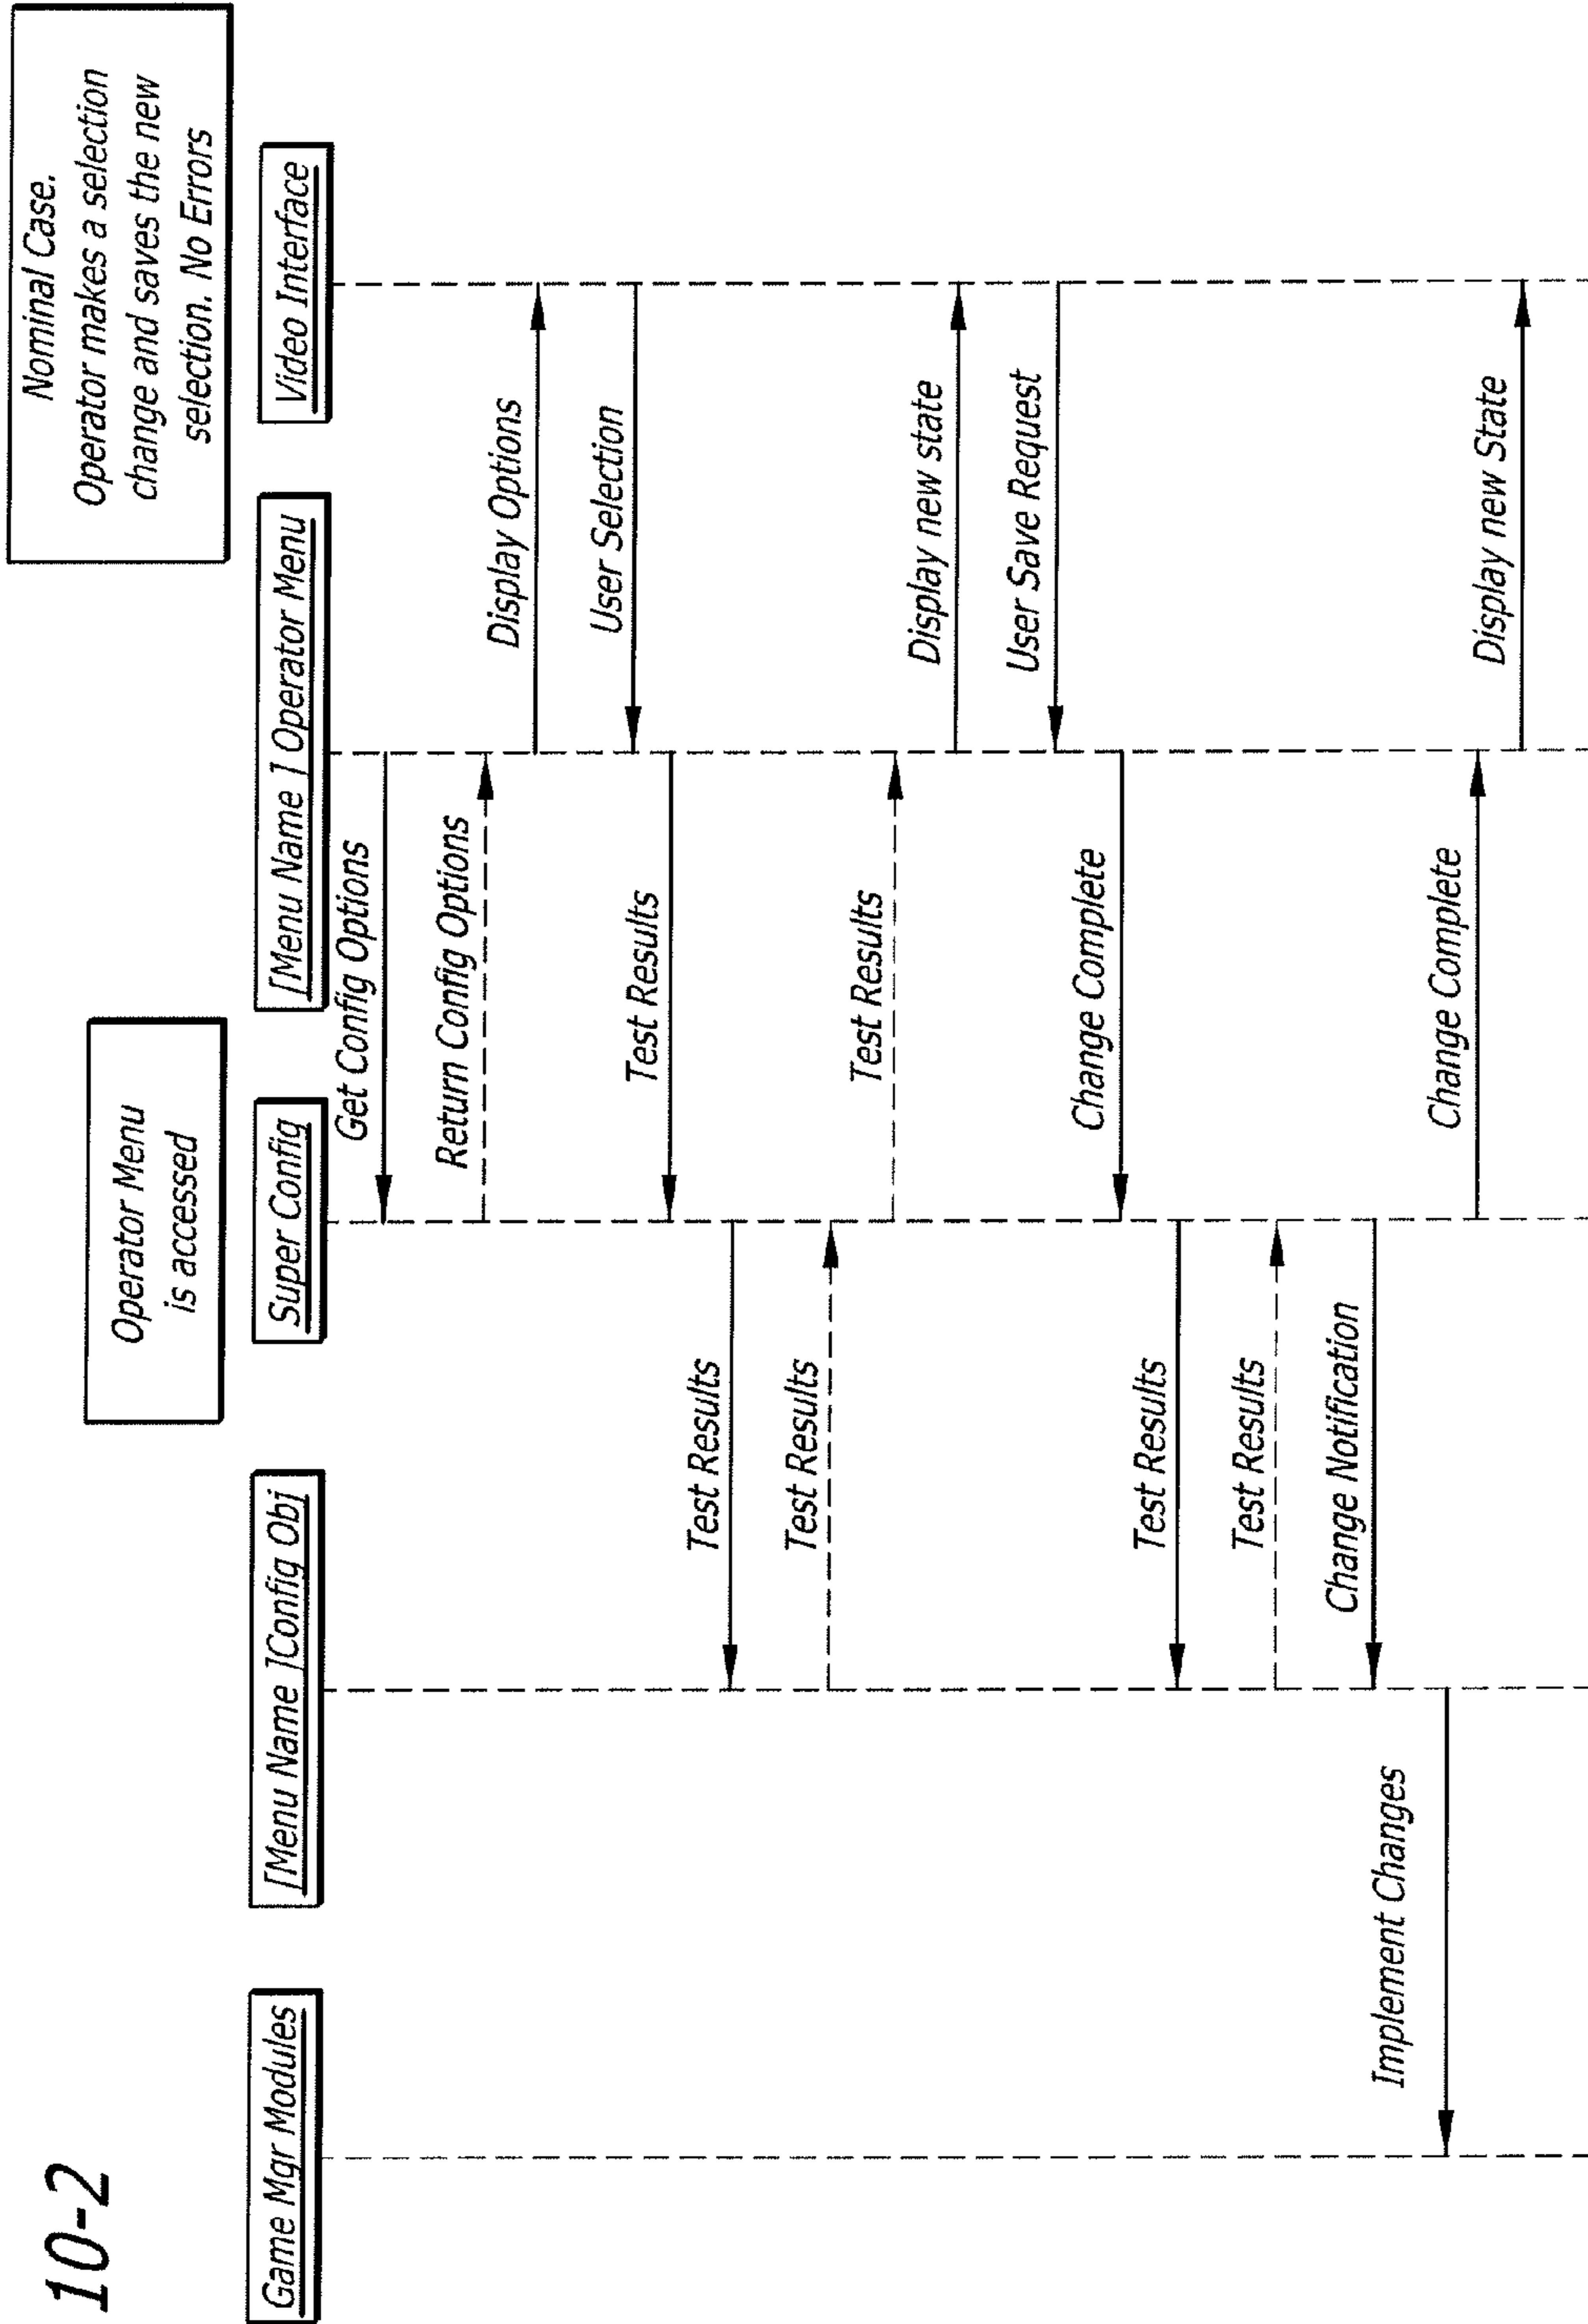 10-2
Operator Menu
is accessed
Nominal Case.
Operator makes a selection
change and saves the new
selection. No Errors
Game Mgr Modules
[Menu Name ]Config Obj
Super Config
[Menu Name ] Operator Menu
Video Interface
Get Config Options
Return Config Options
Display Options
User Selection
Test Results
Test Results
Test Results
Test Results
Display new state
User Save Request
Change Complete
Test Results
Test Results
Change Notification
Implement Changes
Change Complete
Display new State